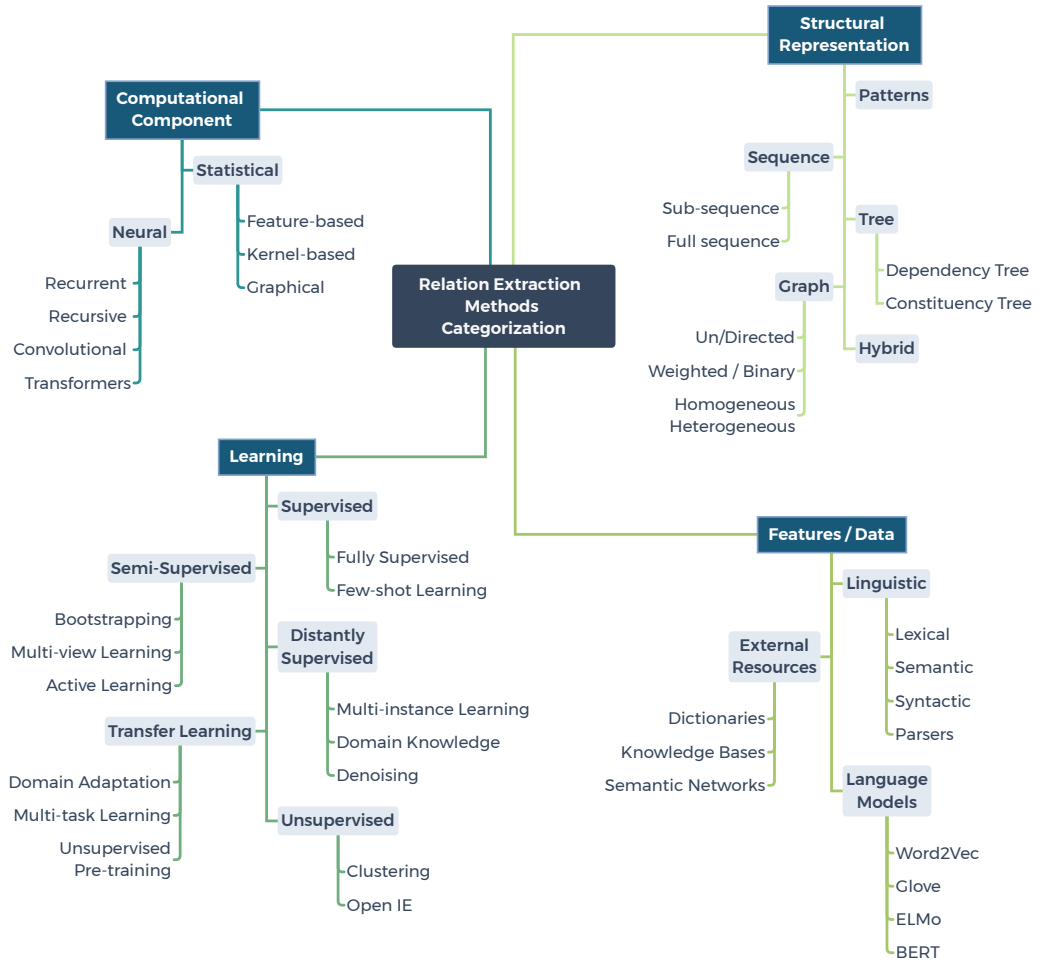 Relation Extraction
Methods
Categorization
Computational
Component
Statistical
Feature-based
Kernel-based
Graphical
Neural
Recurrent
Recursive
Convolutional
Transformers
Structural
Representation
Patterns
Sequence
Sub-sequence
Full sequence
Tree
Dependency Tree
Constituency Tree
Graph
Un/Directed
Weighted / Binary
Homogeneous
Heterogeneous
Hybrid
Learning
Supervised
Fully Supervised
Few-shot Learning
Semi-Supervised
Bootstrapping
Multi-view Learning
Active Learning
Distantly
Supervised
Multi-instance Learning
Domain Knowledge
Denoising
Transfer Learning
Domain Adaptation
Multi-task Learning
Unsupervised
Pre-training
Unsupervised
Clustering
Open IE
Features / Data
Linguistic
Lexical
Semantic
Syntactic
Parsers
External
Resources
Dictionaries
Knowledge Bases
Semantic Networks
Language
Models
Word2Vec
Glove
ELMo
BERT